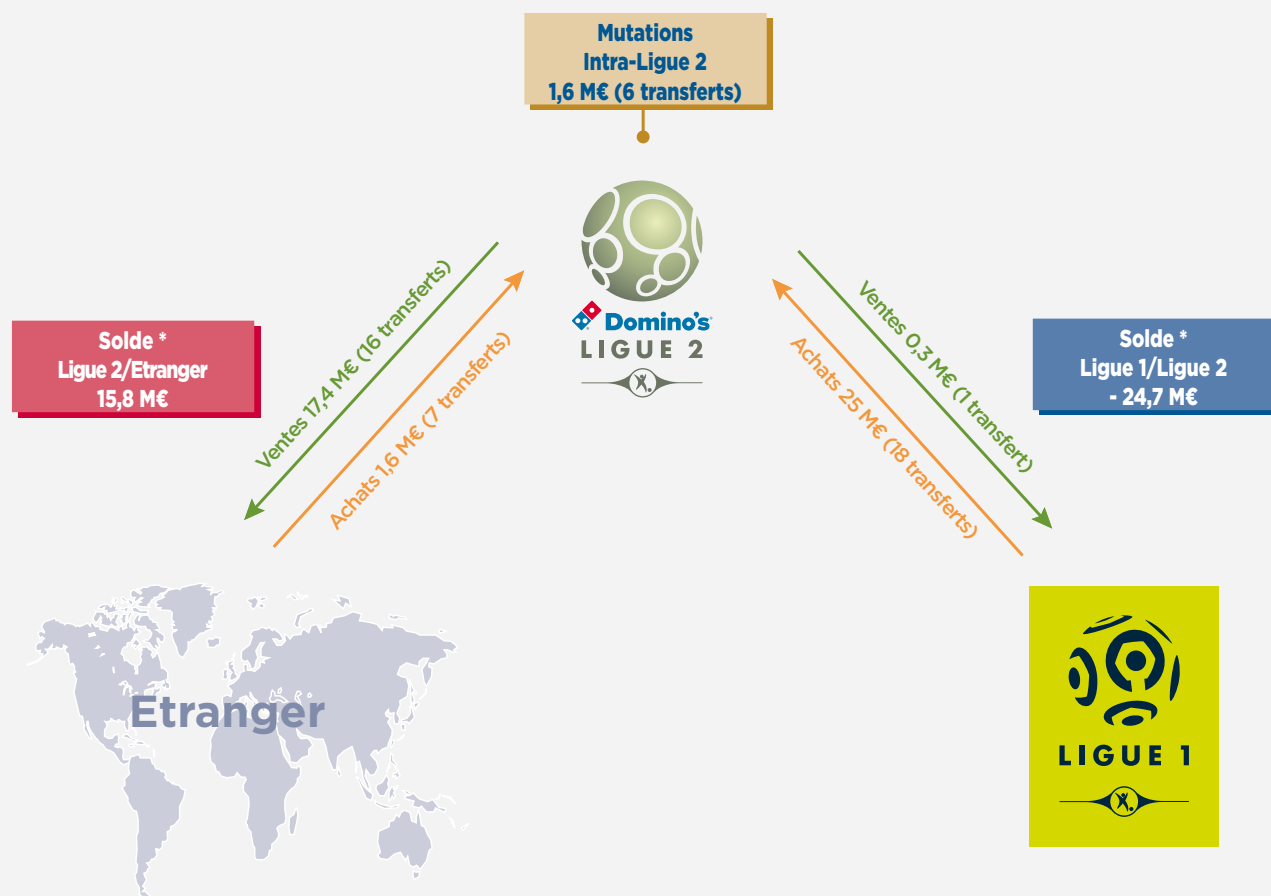 Mutations
Intra-Ligue 2
1,6 M€ (6 transferts)
Domino's
LIGUE 2
Solde *
Ligue 2/Etranger
15,8 M€
Ventes 17,4 M€ (16 transferts)
Achats 1,6 M€ (7 transferts)
Ventes 0,3 M€ (1 transfert)
Achats 25 M€ (18 transferts)
Solde *
Ligue 1/Ligue 2
- 24,7 M€
Etranger
LIGUE 1